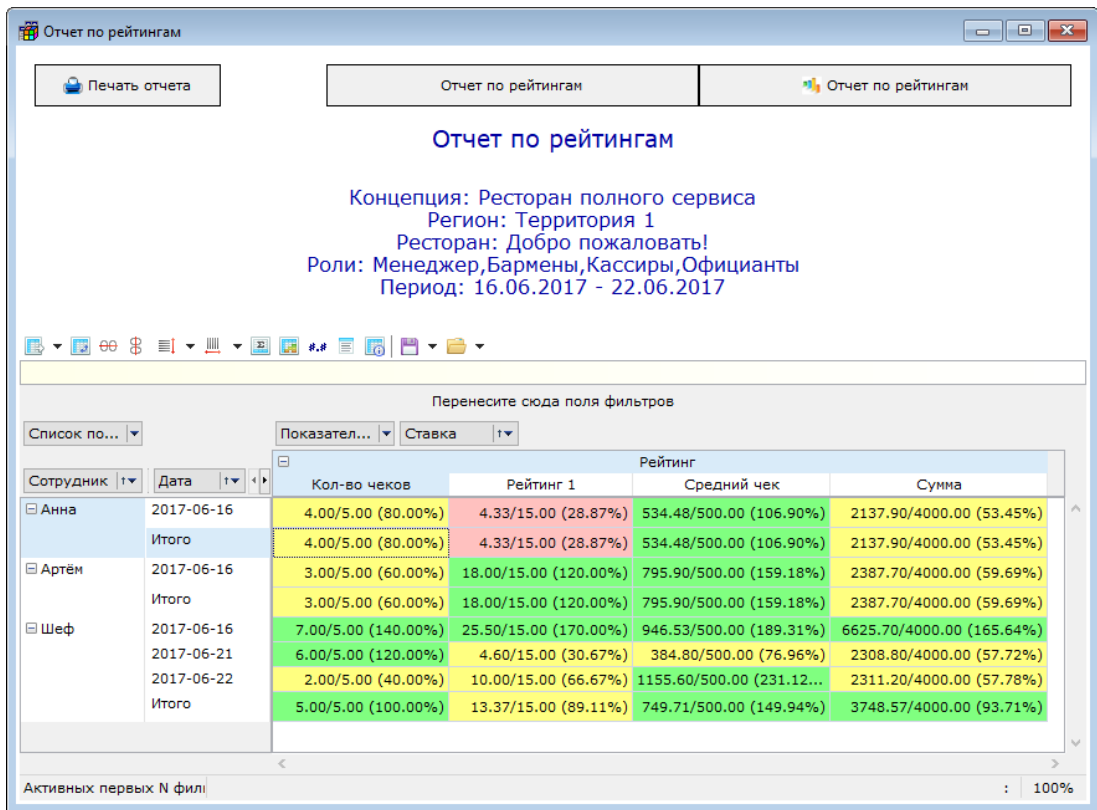 Отчет по рейтингам
Печать отчета Отчет по рейтингам Отчет по рейтингам
Отчет по рейтингам
Концепция: Ресторан полного сервиса
Регион: Территория 1
Ресторан: Добро пожаловать!
Роли: Менеджер,Бармены,Кассиры,Официанты
Период: 16.06.2017 - 22.06.2017
Перенесите сюда поля фильтров
Список по... Показател... Ставка
Рейтинг
Сотрудник Дата Кол-во чеков Рейтинг 1 Средний чек Сумма
Анна 2017-06-16 4.00/5.00 (80.00%) 4.33/15.00 (28.87%) 534.48/500.00 (106.90%) 2137.90/4000.00 (53.45%)
Итого 4.00/5.00 (80.00%) 4.33/15.00 (28.87%) 534.48/500.00 (106.90%) 2137.90/4000.00 (53.45%)
Артём 2017-06-16 3.00/5.00 (60.00%) 18.00/15.00 (120.00%) 795.90/500.00 (159.18%) 2387.70/4000.00 (59.69%)
Итого 3.00/5.00 (60.00%) 18.00/15.00 (120.00%) 795.90/500.00 (159.18%) 2387.70/4000.00 (59.69%)
Шеф 2017-06-16 7.00/5.00 (140.00%) 25.50/15.00 (170.00%) 946.53/500.00 (189.31%) 6625.70/4000.00 (165.64%)
2017-06-21 6.00/5.00 (120.00%) 4.60/15.00 (30.67%) 384.80/500.00 (76.96%) 2308.80/4000.00 (57.72%)
2017-06-22 2.00/5.00 (40.00%) 10.00/15.00 (66.67%) 1155.60/500.00 (231.12... 2311.20/4000.00 (57.78%)
Итого 5.00/5.00 (100.00%) 13.37/15.00 (89.11%) 749.71/500.00 (149.94%) 3748.57/4000.00 (93.71%)
Активных первых N фил : 100%